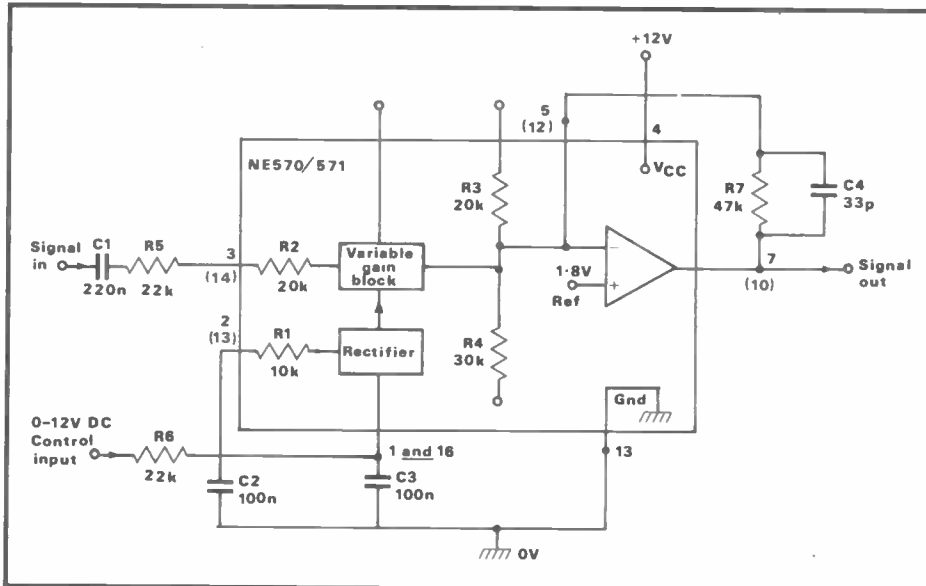 +12V
5
(12)
4
NE570/571
VCC
R3
20k
R7
47k
C4
33p
Signal
in
C1
220n
R5
22k
3
(14)
R2
20k
Variable
gain
block
1·8V
Ref
−
+
7
(10)
Signal
out
2
(13)
R1
10k
Rectifier
R4
30k
Gnd
0-12V DC
Control
input
R6
22k
1 and 16
13
C2
100n
C3
100n
0V